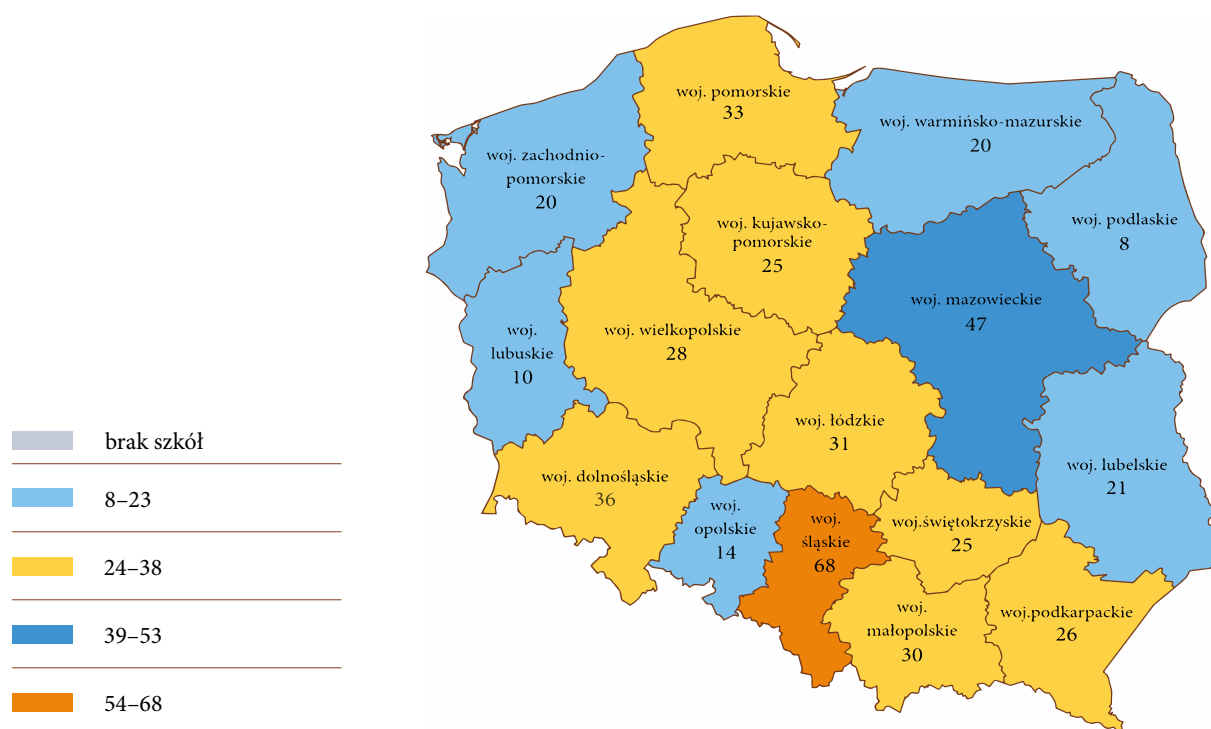 woj. pomorskie
33
woj. warmińsko-mazurskie
20
woj. zachodnio-
pomorskie
20
woj. podlaskie
8
woj. kujawsko-
pomorskie
25
woj. mazowieckie
47
woj.
lubuskie
10
woj. wielkopolskie
28
woj. łódzkie
31
woj. lubelskie
21
woj. dolnośląskie
36
woj.
opolskie
14
woj.
śląskie
68
woj.świętokrzyskie
25
woj.
małopolskie
30
woj.podkarpackie
26
brak szkół
8–23
24–38
39–53
54–68